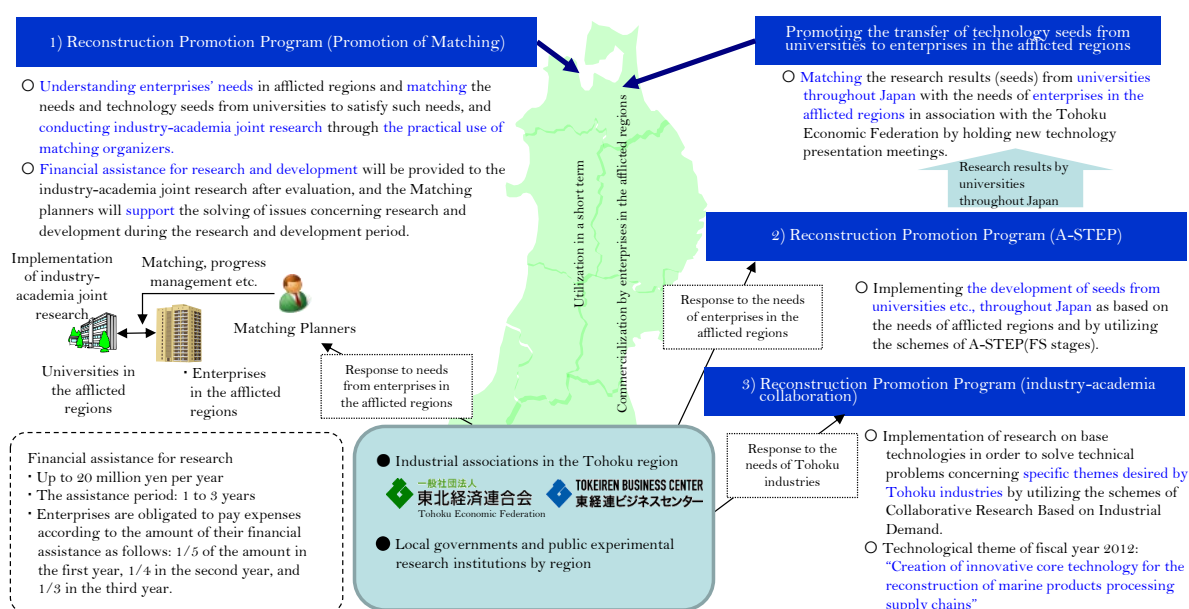 1) Reconstruction Promotion Program (Promotion of Matching)
○ Understanding enterprises' needs in afflicted regions and matching the
needs and technology seeds from universities to satisfy such needs, and
conducting industry-academia joint research through the practical use of
matching organizers.
○ Financial assistance for research and development will be provided to the
industry-academia joint research after evaluation, and the Matching
planners will support the solving of issues concerning research and
development during the research and development period.
Implementation
of industry-
academia joint
research
Matching, progress
management etc.
Matching Planners
Universities in
the afflicted
regions
・Enterprises
in the afflicted
regions
Response to needs
from enterprises in
the afflicted regions
Financial assistance for research
・Up to 20 million yen per year
・The assistance period: 1 to 3 years
・Enterprises are obligated to pay expenses
according to the amount of their financial
assistance as follows: 1/5 of the amount in
the first year, 1/4 in the second year, and
1/3 in the third year.
Utilization in a short term
Commercialization by enterprises in the afflicted regions
● Industrial associations in the Tohoku region
一般社団法人
東北経済連合会
Tohoku Economic Federation
TOKEIREN BUSINESS CENTER
東経連ビジネスセンター
● Local governments and public experimental
research institutions by region
Promoting the transfer of technology seeds from
universities to enterprises in the afflicted regions
○ Matching the research results (seeds) from universities
throughout Japan with the needs of enterprises in the
afflicted regions in association with the Tohoku
Economic Federation by holding new technology
presentation meetings.
Research results by
universities
throughout Japan
2) Reconstruction Promotion Program (A-STEP)
Response to the needs
of enterprises in the
afflicted regions
○ Implementing the development of seeds from
universities etc., throughout Japan as based on
the needs of afflicted regions and by utilizing
the schemes of A-STEP(FS stages).
3) Reconstruction Promotion Program (industry-academia
collaboration)
Response to the
needs of Tohoku
industries
○ Implementation of research on base
technologies in order to solve technical
problems concerning specific themes desired by
Tohoku industries by utilizing the schemes of
Collaborative Research Based on Industrial
Demand.
○ Technological theme of fiscal year 2012:
"Creation of innovative core technology for the
reconstruction of marine products processing
supply chains"